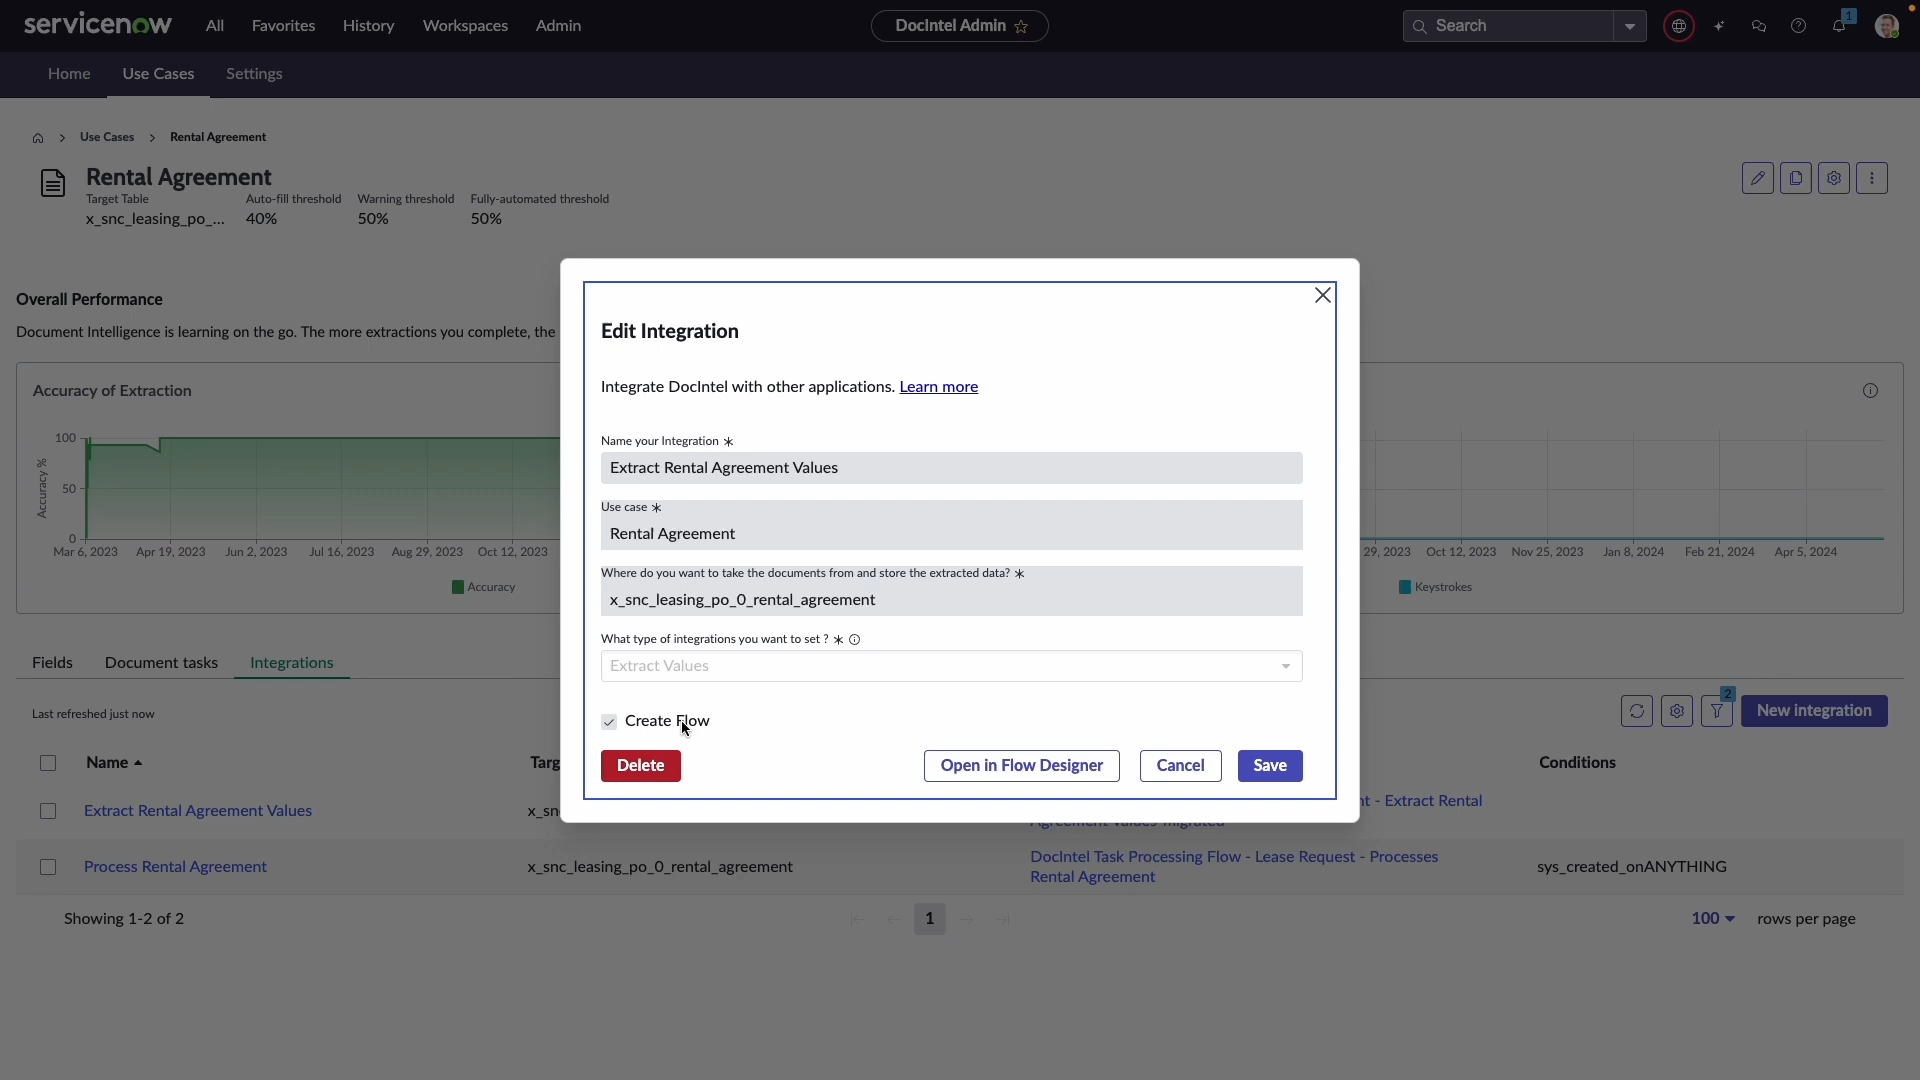 servicenow
All
Favorites
History
Workspaces
Admin
DocIntel Admin
Search
1
Home
Use Cases
Settings
Use Cases
Rental Agreement
Rental Agreement
Target Table
Auto-fill threshold
Warning threshold
Fully-automated threshold
x_snc_leasing_po_...
40%
50%
50%
Overall Performance
Document Intelligence is learning on the go. The more extractions you complete, the
Accuracy of Extraction
Accuracy %
100
50
0
Mar 6, 2023
Apr 19, 2023
Jun 2, 2023
Jul 16, 2023
Aug 29, 2023
Oct 12, 2023
Accuracy
29, 2023
Oct 12, 2023
Nov 25, 2023
Jan 8, 2024
Feb 21, 2024
Apr 5, 2024
Keystrokes
Edit Integration
Integrate DocIntel with other applications. Learn more
Name your Integration *
Extract Rental Agreement Values
Use case *
Rental Agreement
Where do you want to take the documents from and store the extracted data? *
x_snc_leasing_po_0_rental_agreement
What type of integrations you want to set ? *
Extract Values
Create Flow
Delete
Open in Flow Designer
Cancel
Save
Fields
Document tasks
Integrations
Last refreshed just now
2
New integration
Name
Targ
Conditions
Extract Rental Agreement Values
x_sn
nt - Extract Rental
Agreement Values-migrated
Process Rental Agreement
x_snc_leasing_po_0_rental_agreement
DocIntel Task Processing Flow - Lease Request - Processes
Rental Agreement
sys_created_onANYTHING
Showing 1-2 of 2
1
100
rows per page